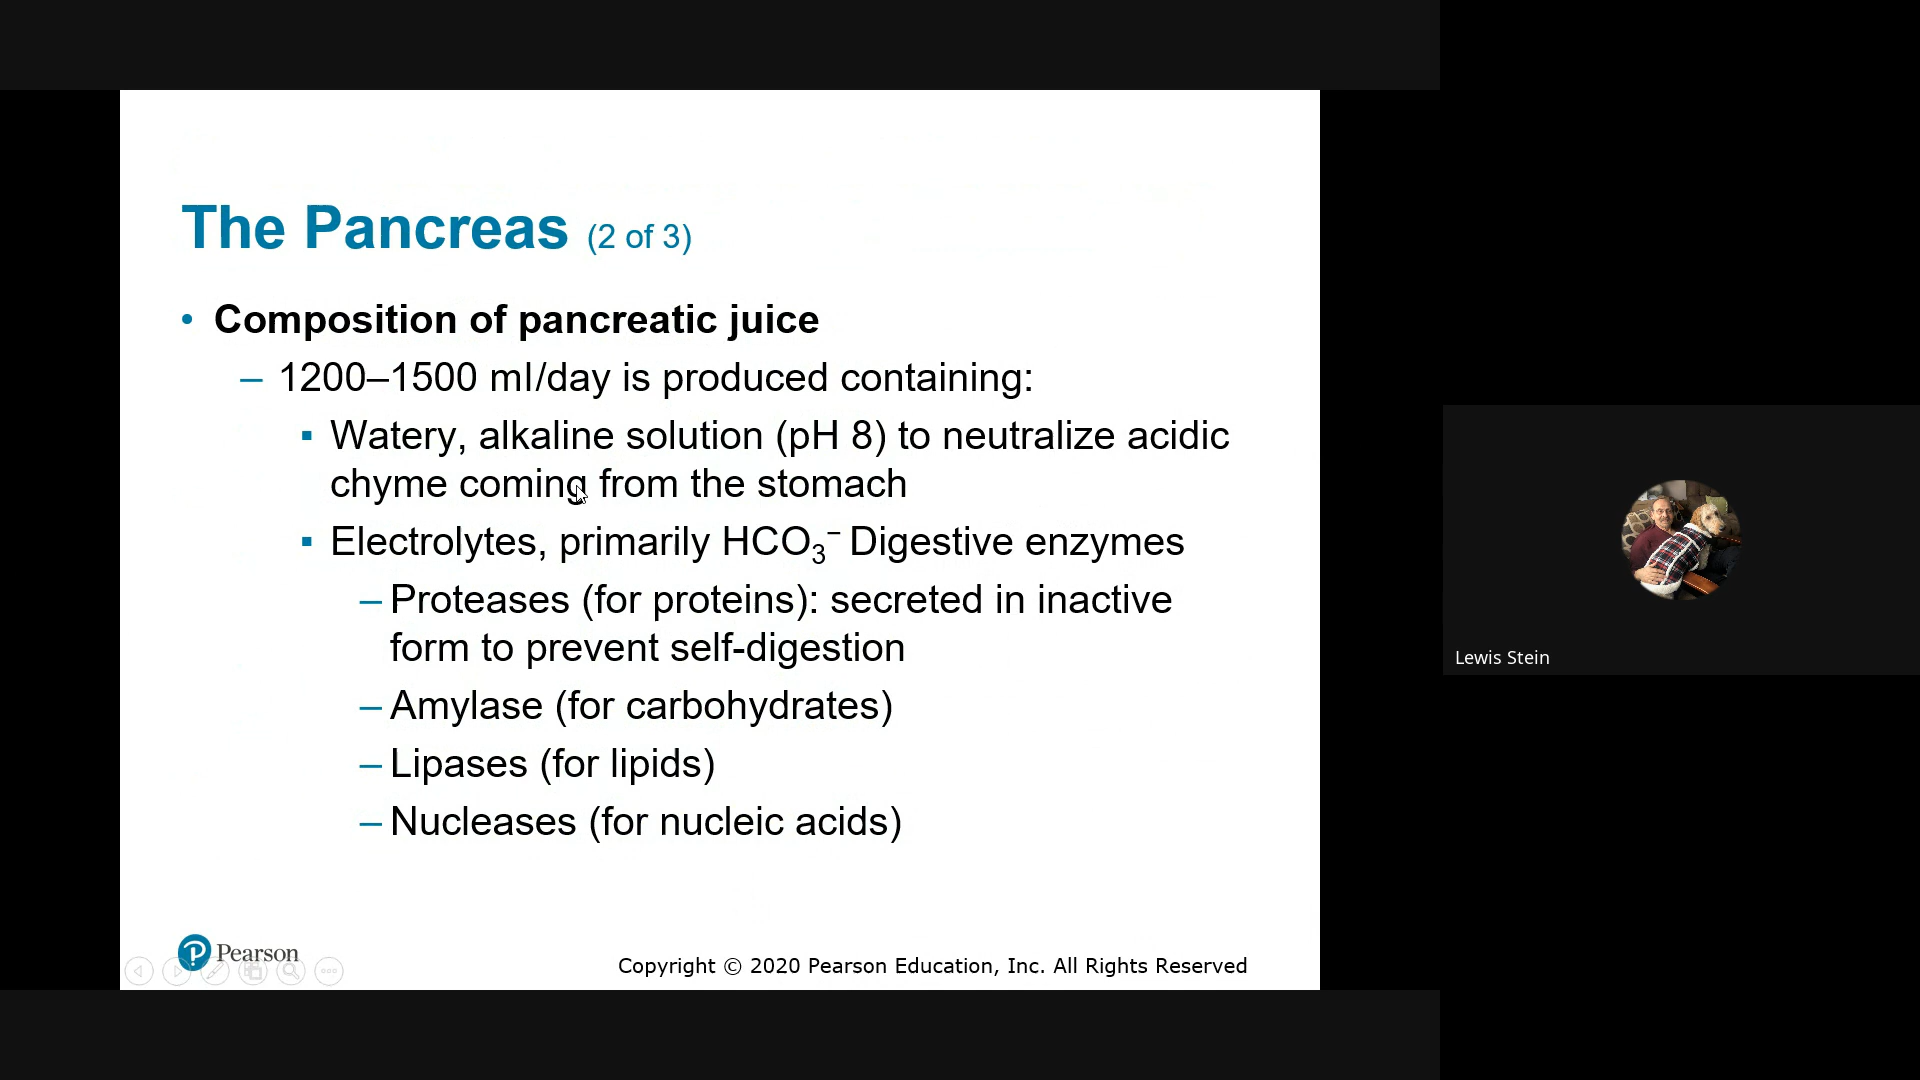 The Pancreas (2 of 3)
• Composition of pancreatic juice
– 1200–1500 ml/day is produced containing:
▪ Watery, alkaline solution (pH 8) to neutralize acidic
chyme coming from the stomach
▪ Electrolytes, primarily HCO₃⁻ Digestive enzymes
– Proteases (for proteins): secreted in inactive
form to prevent self-digestion
– Amylase (for carbohydrates)
– Lipases (for lipids)
– Nucleases (for nucleic acids)
Pearson
Copyright © 2020 Pearson Education, Inc. All Rights Reserved
Lewis Stein